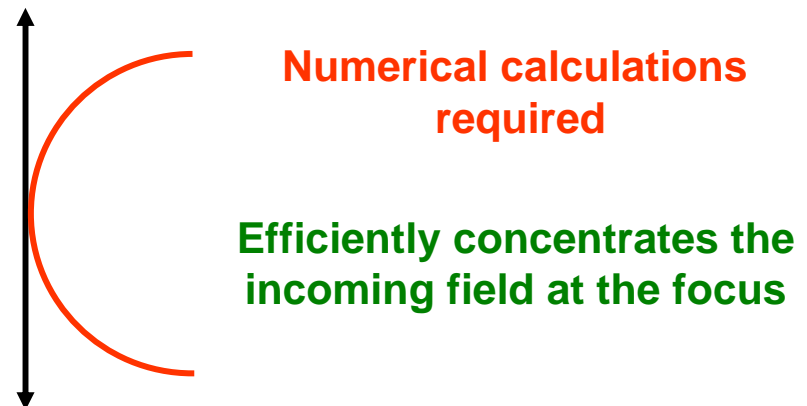 Numerical calculations
required
Efficiently concentrates the
incoming field at the focus